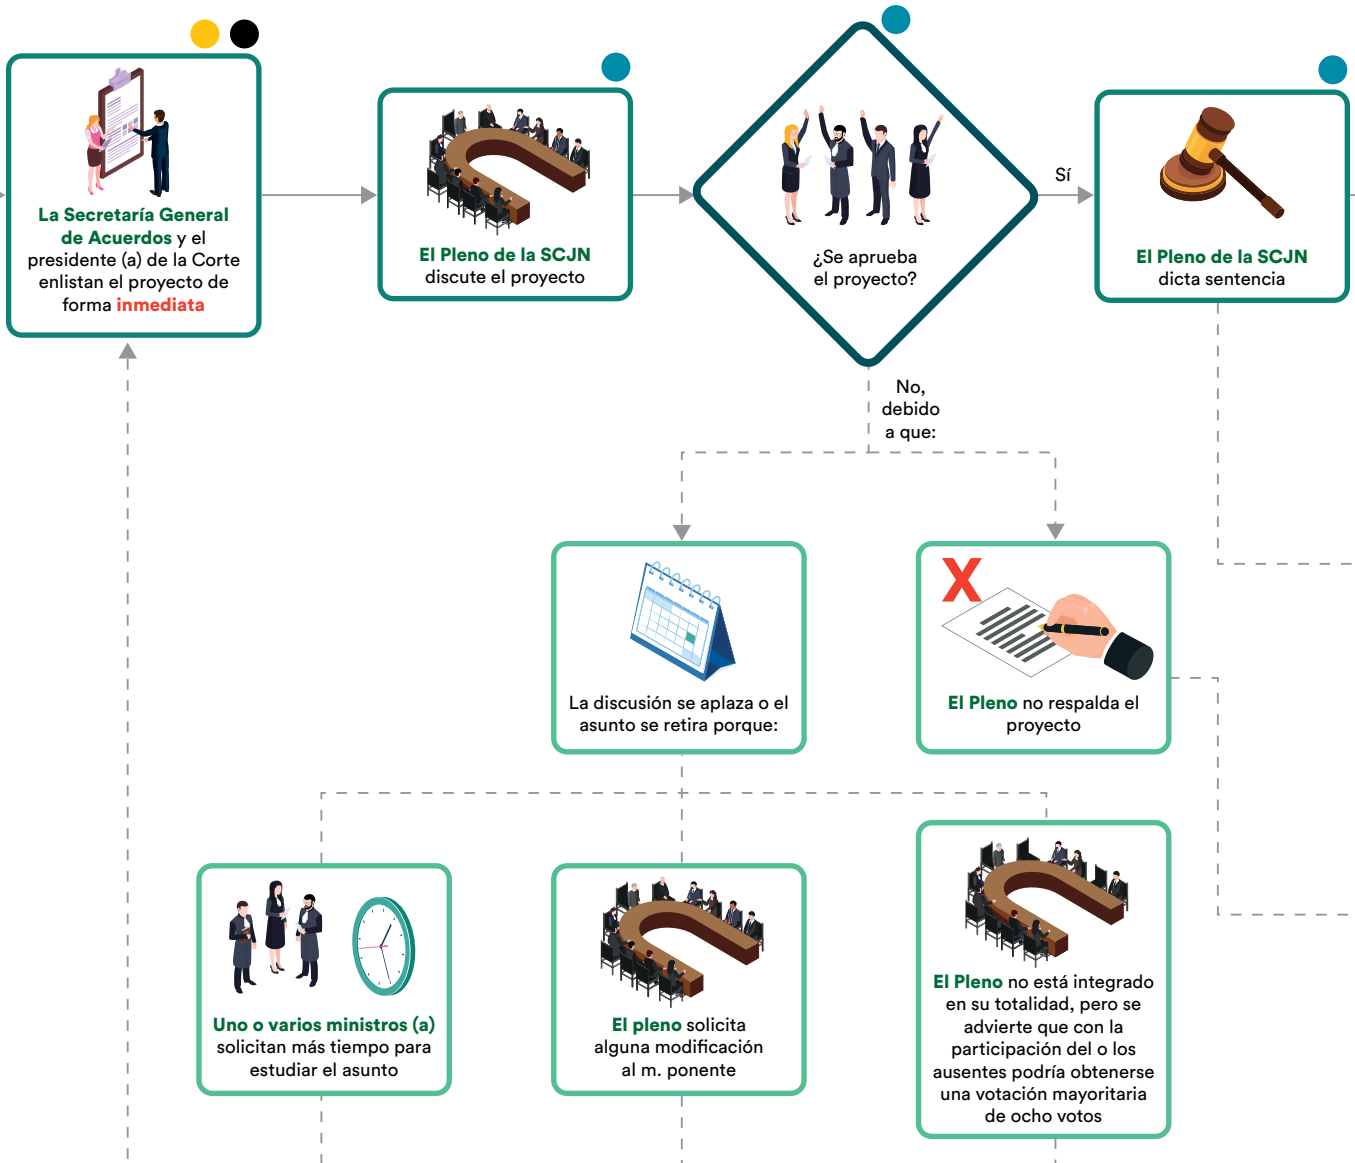 La Secretaría General
de Acuerdos y el
presidente (a) de la Corte
enlistan el proyecto de
forma inmediata
El Pleno de la SCJN
discute el proyecto
¿Se aprueba
el proyecto?
Sí
El Pleno de la SCJN
dicta sentencia
No,
debido
a que:
La discusión se aplaza o el
asunto se retira porque:
X
El Pleno no respalda el
proyecto
Uno o varios ministros (a)
solicitan más tiempo para
estudiar el asunto
El pleno solicita
alguna modificación
al m. ponente
El Pleno no está integrado
en su totalidad, pero se
advierte que con la
participación del o los
ausentes podría obtenerse
una votación mayoritaria
de ocho votos